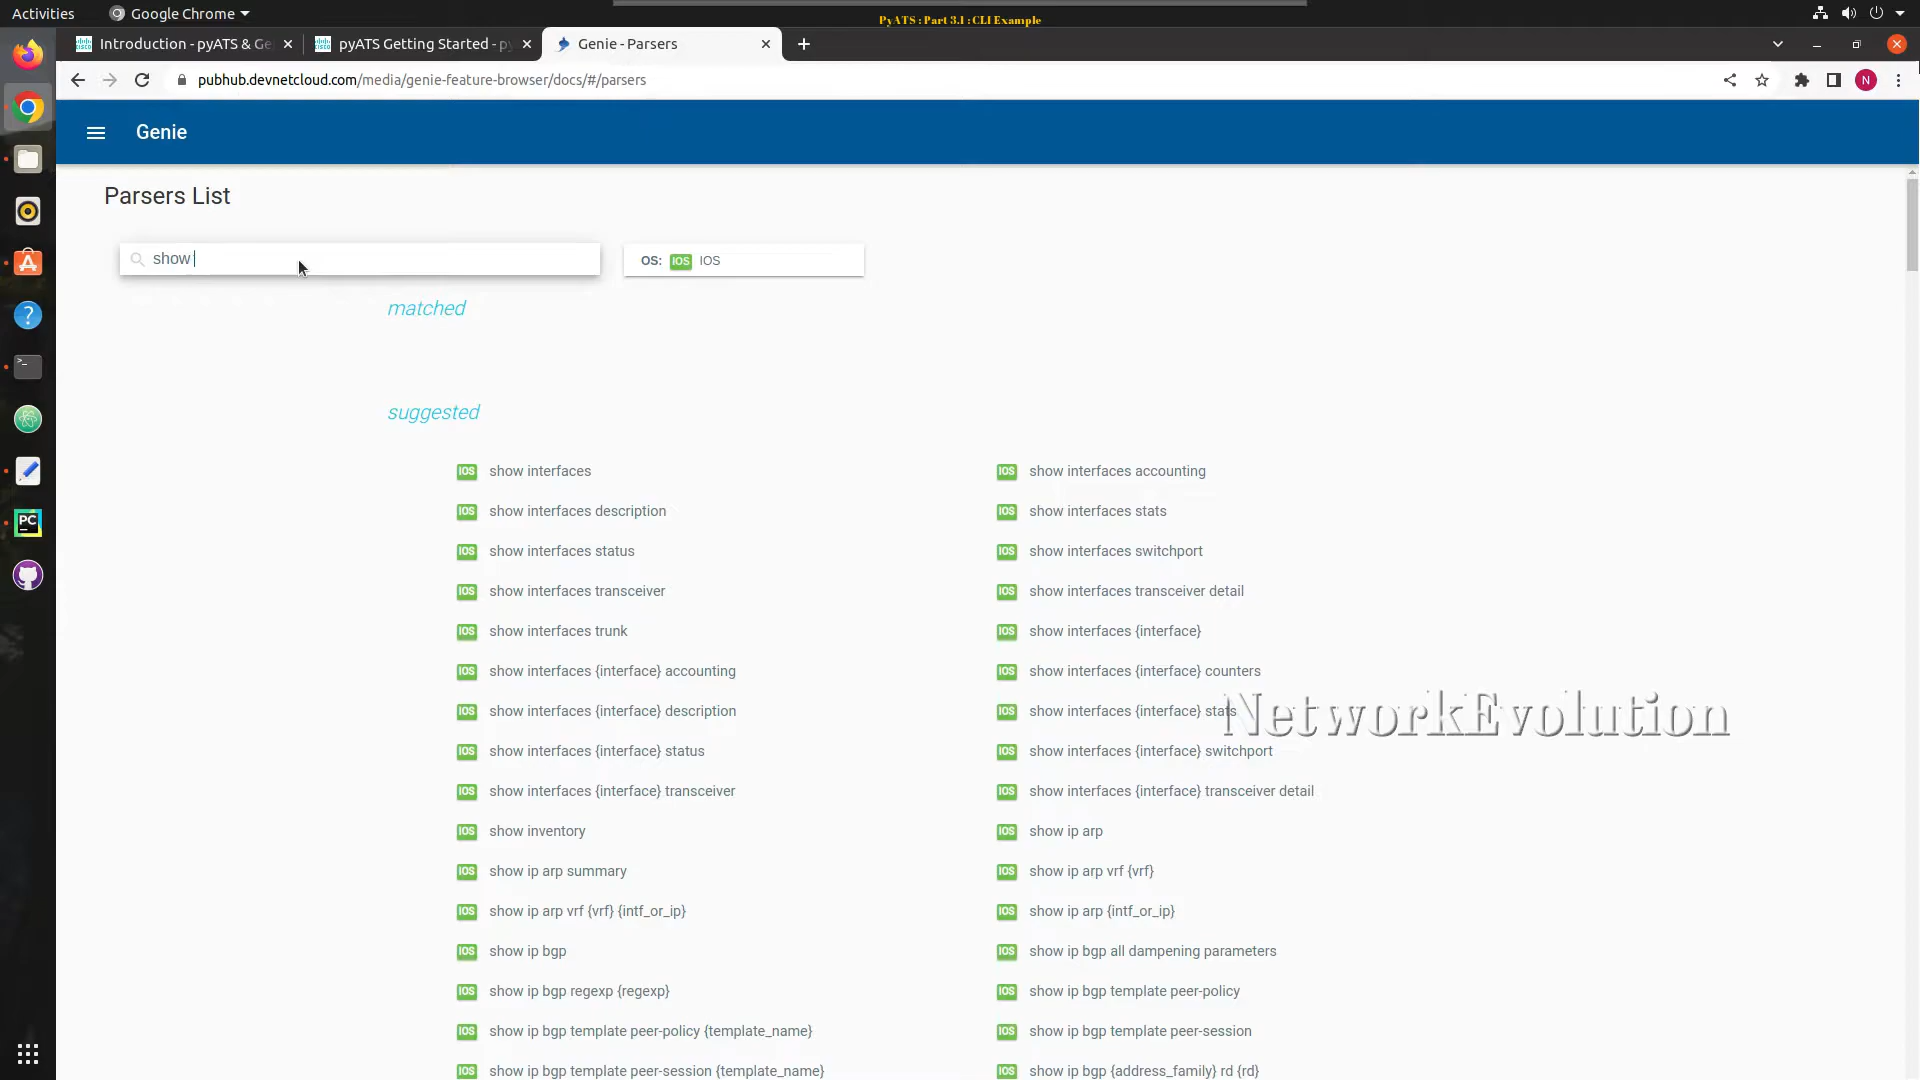 Activities
Google Chrome
PyATS : Part 3.1 : CLI Example
Introduction - pyATS & Ge
pyATS Getting Started - py
Genie - Parsers
pubhub.devnetcloud.com/media/genie-feature-browser/docs/#/parsers
N
Genie
Parsers List
show
OS: IOS IOS
matched
suggested
IOS show interfaces
IOS show interfaces accounting
IOS show interfaces description
IOS show interfaces stats
IOS show interfaces status
IOS show interfaces switchport
IOS show interfaces transceiver
IOS show interfaces transceiver detail
IOS show interfaces trunk
IOS show interfaces {interface}
IOS show interfaces {interface} accounting
IOS show interfaces {interface} counters
IOS show interfaces {interface} description
IOS show interfaces {interface} stats
NetworkEvolution
IOS show interfaces {interface} status
IOS show interfaces {interface} switchport
IOS show interfaces {interface} transceiver
IOS show interfaces {interface} transceiver detail
IOS show inventory
IOS show ip arp
IOS show ip arp summary
IOS show ip arp vrf {vrf}
IOS show ip arp vrf {vrf} {intf_or_ip}
IOS show ip arp {intf_or_ip}
IOS show ip bgp
IOS show ip bgp all dampening parameters
IOS show ip bgp regexp {regexp}
IOS show ip bgp template peer-policy
IOS show ip bgp template peer-policy {template_name}
IOS show ip bgp template peer-session
IOS show ip bgp template peer-session {template_name}
IOS show ip bgp {address_family} rd {rd}
PC